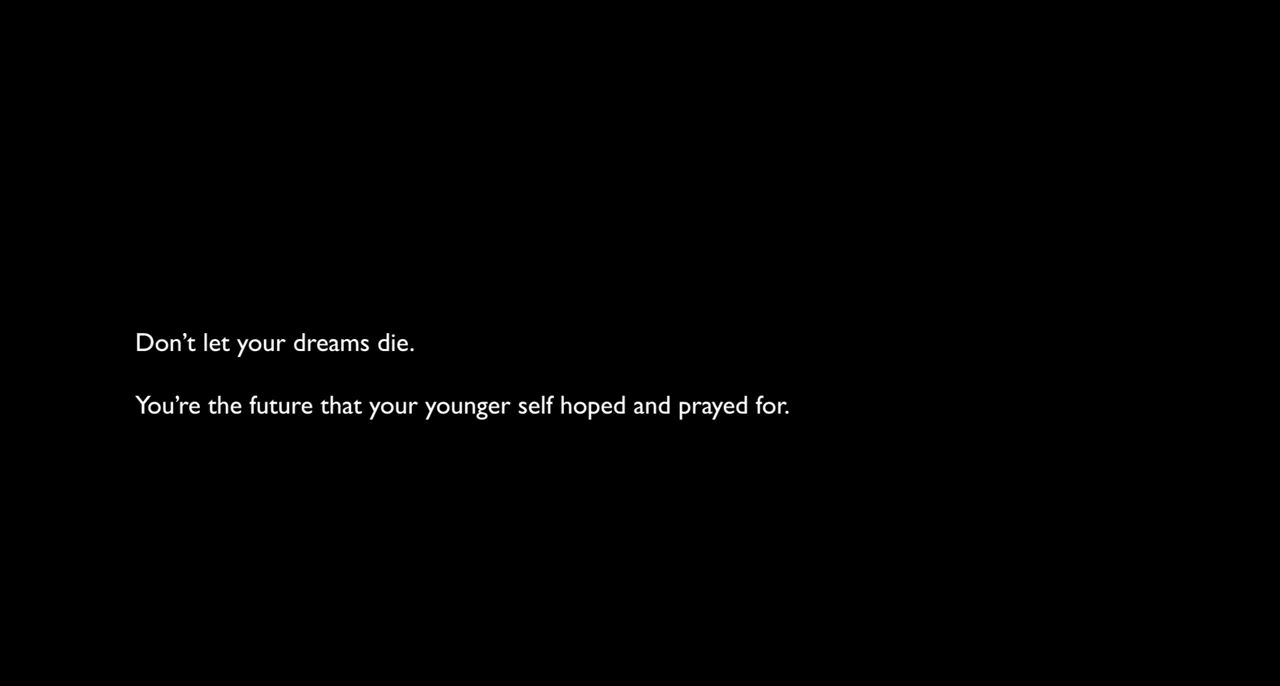 Don’t let your dreams die.
You’re the future that your younger self hoped and prayed for.